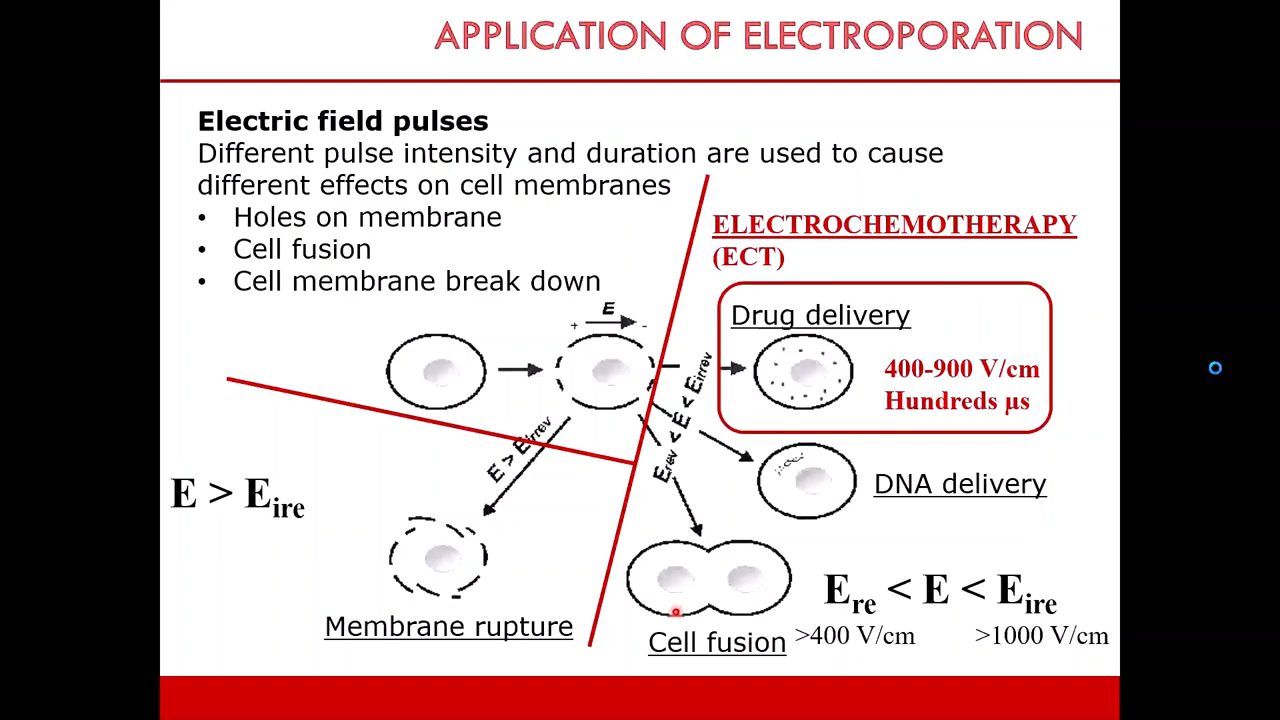 APPLICATION OF ELECTROPORATION
Electric field pulses
Different pulse intensity and duration are used to cause
different effects on cell membranes
• Holes on membrane
• Cell fusion
• Cell membrane break down
ELECTROCHEMOTHERAPY
(ECT)
Drug delivery
400-900 V/cm
Hundreds µs
E
+ -
E > Eirrev
Erev < E < Eirrev
DNA delivery
E > Eire
Membrane rupture
Cell fusion
Ere < E < Eire
>400 V/cm >1000 V/cm